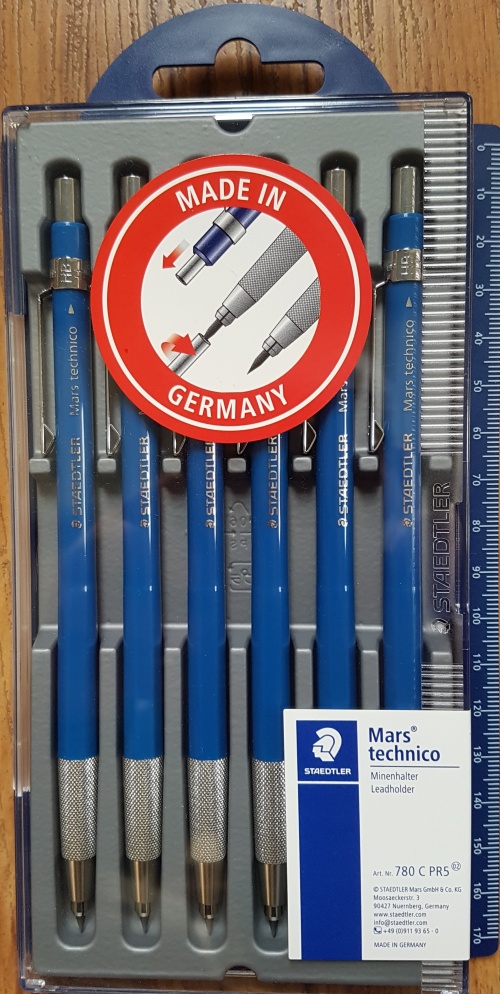 MADE IN
GERMANY
HB
HB
Mars technico
Mars technico
Mars
STAEDTLER
STAEDTLER
STAEDTLER
STAEDTLER
STAEDTLER
STAEDTLER
STAEDTLER
0
10
20
30
40
50
60
70
80
90
100
110
120
130
140
150
160
170
STAEDTLER
Mars®
technico
Minenhalter
Leadholder
Art. Nr. 780 C PR5 02
© STAEDTLER Mars GmbH & Co. KG
Moosaeckerstr. 3
90427 Nuernberg, Germany
www.staedtler.com
info@staedtler.com
+49 (0)911 93 65 - 0
MADE IN GERMANY